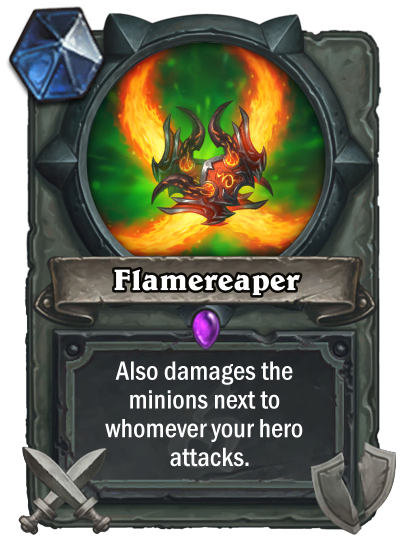 Flamereaper
Also damages the
minions next to
whomever your hero
attacks.